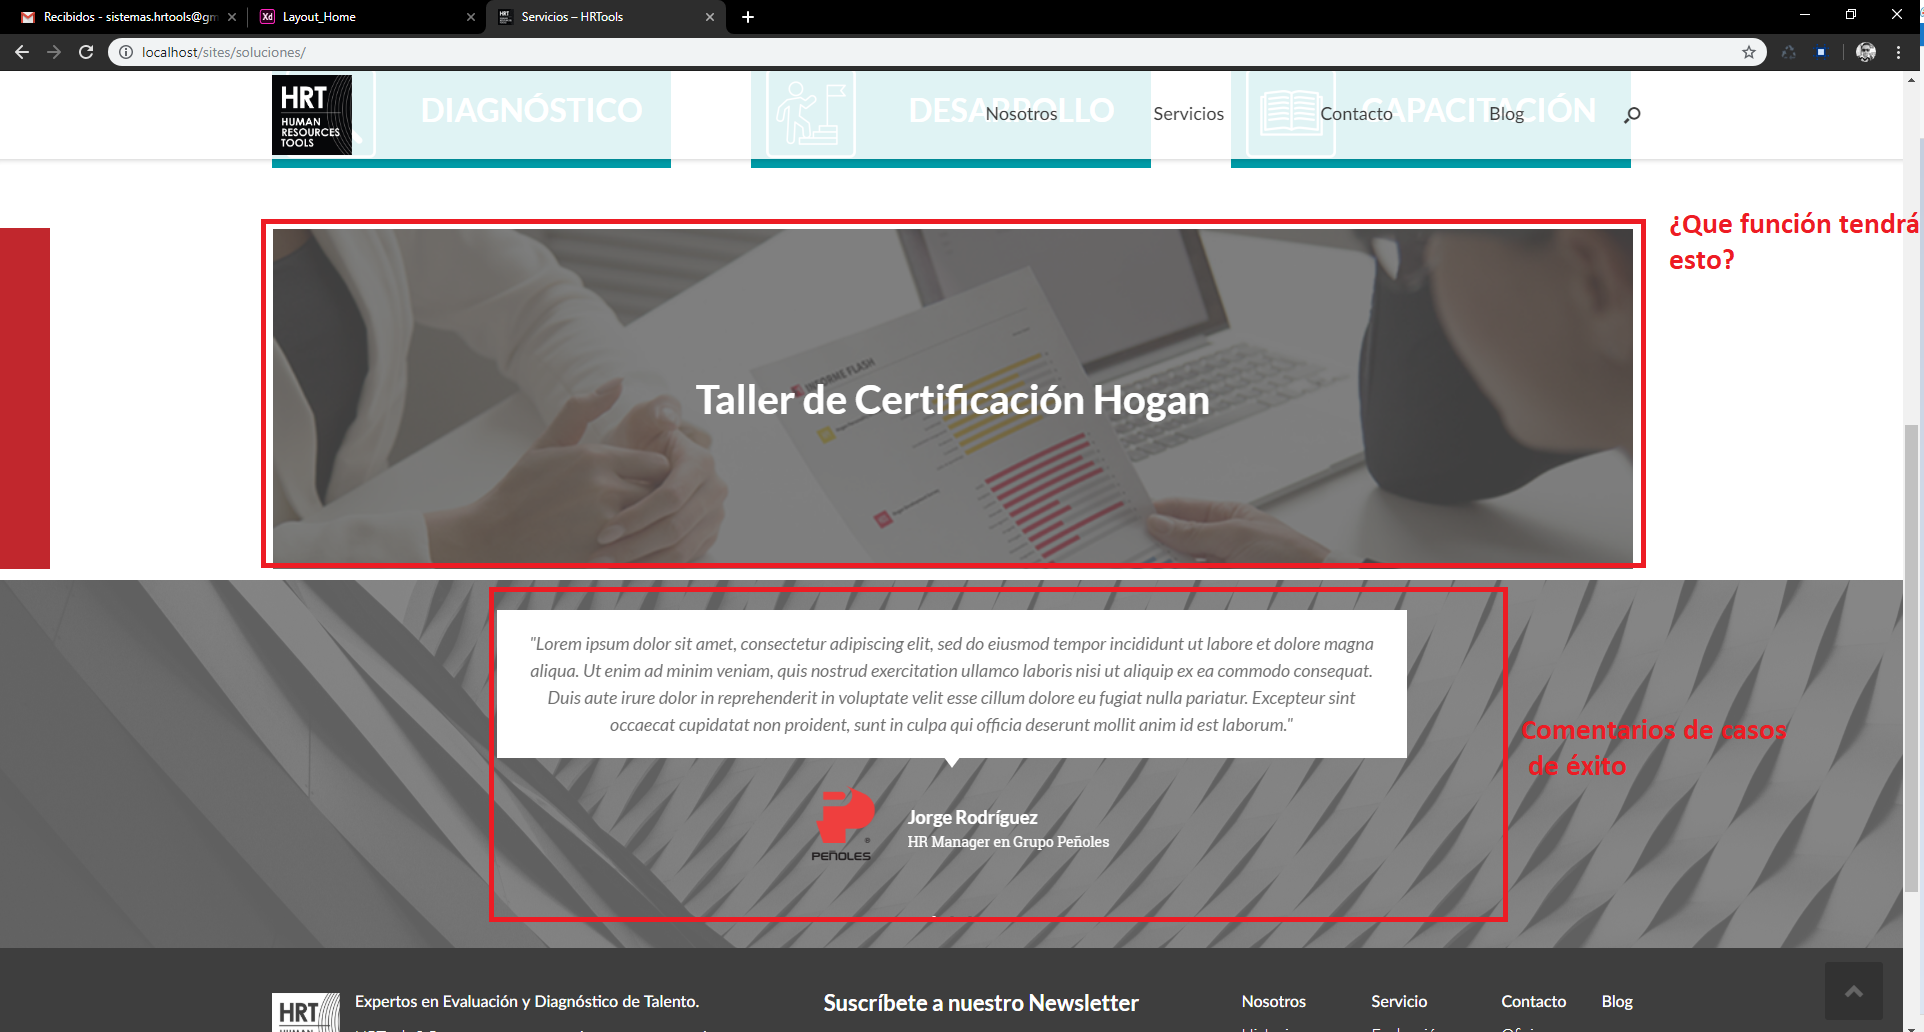 Recibidos - sistemas.hrtools@gm
Layout_Home
Servicios – HRTools
localhost/sites/soluciones/
HRT
HUMAN
RESOURCES
TOOLS
DIAGNÓSTICO
DESARROLLO
CAPACITACIÓN
Nosotros
Servicios
Contacto
Blog
¿Que función tendrá
esto?
INFORME FLASH
Taller de Certificación Hogan
"Lorem ipsum dolor sit amet, consectetur adipiscing elit, sed do eiusmod tempor incididunt ut labore et dolore magna
aliqua. Ut enim ad minim veniam, quis nostrud exercitation ullamco laboris nisi ut aliquip ex ea commodo consequat.
Duis aute irure dolor in reprehenderit in voluptate velit esse cillum dolore eu fugiat nulla pariatur. Excepteur sint
occaecat cupidatat non proident, sunt in culpa qui officia deserunt mollit anim id est laborum."
Comentarios de casos
de éxito
PEÑOLES
Jorge Rodríguez
HR Manager en Grupo Peñoles
HRT
Expertos en Evaluación y Diagnóstico de Talento.
Suscríbete a nuestro Newsletter
Nosotros
Servicio
Contacto
Blog